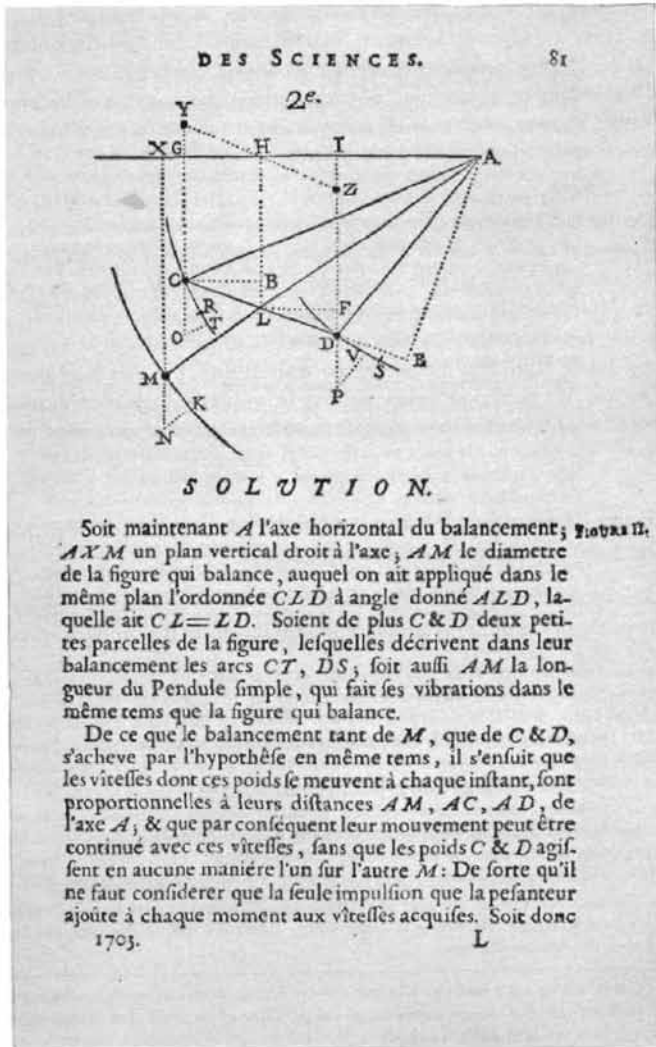 DES SCIENCES. 81
2e.
Y
X G H I A
Z
C B
R L F
O T D
V S E
M P
K
N
SOLUTION.
Soit maintenant A l'axe horizontal du balancement; FIGURE II.
AXM un plan vertical droit à l'axe; AM le diametre
de la figure qui balance, auquel on ait appliqué dans le
même plan l'ordonnée CLD à angle donné ALD, la-
quelle ait CL=LD. Soient de plus C & D deux peti-
tes parcelles de la figure, leſquelles décrivent dans leur
balancement les arcs CT, DS; ſoit auſſi AM la lon-
gueur du Pendule ſimple, qui fait ſes vibrations dans le
même tems que la figure qui balance.
De ce que le balancement tant de M, que de C & D,
s'acheve par l'hypothêſe en même tems, il s'enſuit que
les vîteſſes dont ces poids ſe meuvent à chaque inſtant, ſont
proportionnelles à leurs diſtances AM, AC, AD, de
l'axe A; & que par conſéquent leur mouvement peut être
continué avec ces vîteſſes, ſans que les poids C & D agiſ-
ſent en aucune maniére l'un ſur l'autre M: De ſorte qu'il
ne faut conſiderer que la ſeule impulſion que la peſanteur
ajoûte à chaque moment aux vîteſſes acquiſes. Soit donc
1703. L